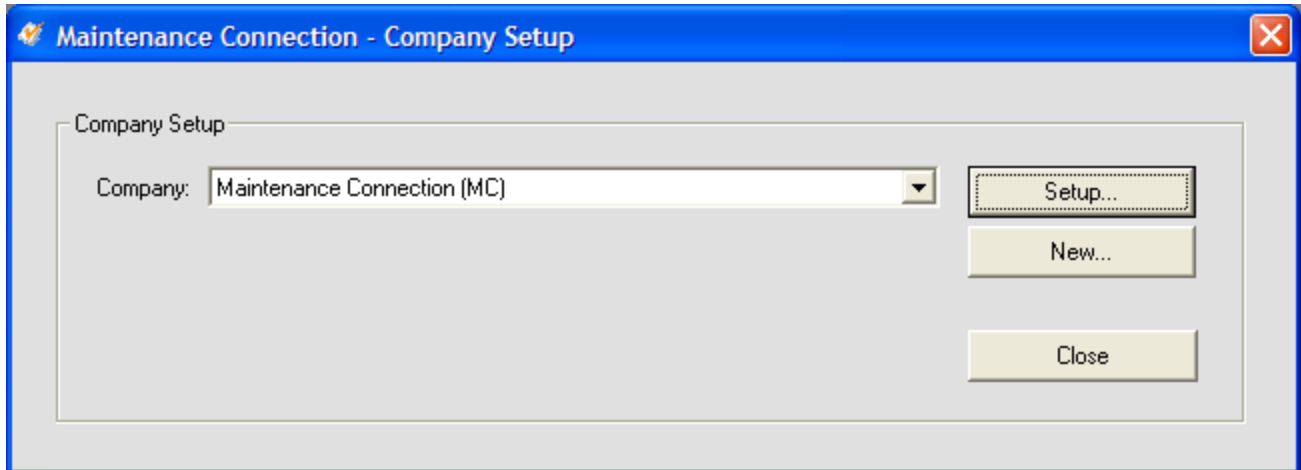 Maintenance Connection - Company Setup
Company Setup
Company: Maintenance Connection (MC)
Setup...
New...
Close